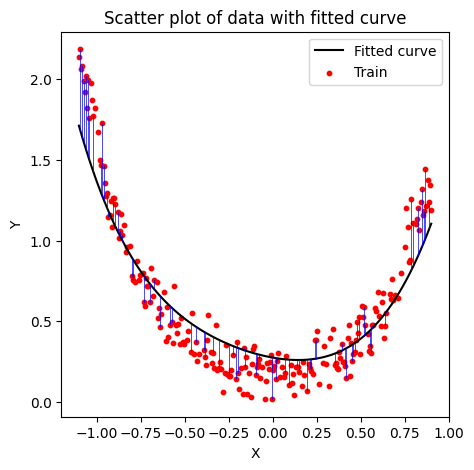 Scatter plot of data with fitted curve
Fitted curve
Train
Y
2.0
1.5
1.0
0.5
0.0
−1.00 −0.75 −0.50 −0.25 0.00 0.25 0.50 0.75 1.00
X